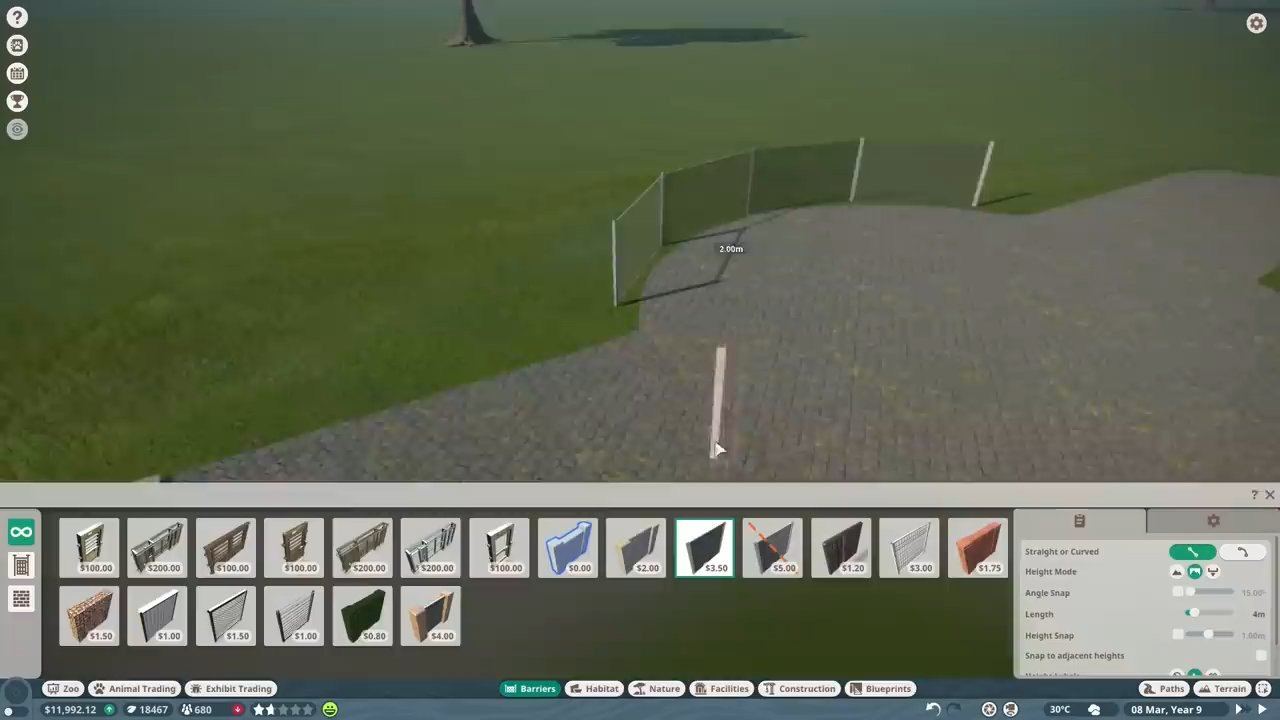 2.00m
$100.00
$200.00
$100.00
$100.00
$200.00
$200.00
$100.00
$0.00
$2.00
$3.50
$5.00
$1.20
$3.00
$1.75
$1.50
$1.00
$1.50
$1.00
$0.80
$4.00
Straight or Curved
Height Mode
Angle Snap 15.00°
Length 4m
Height Snap 1.00m
Snap to adjacent heights
Zoo Animal Trading Exhibit Trading Barriers Habitat Nature Facilities Construction Blueprints Paths Terrain
$11,992.12 18467 680 30°C 08 Mar, Year 9